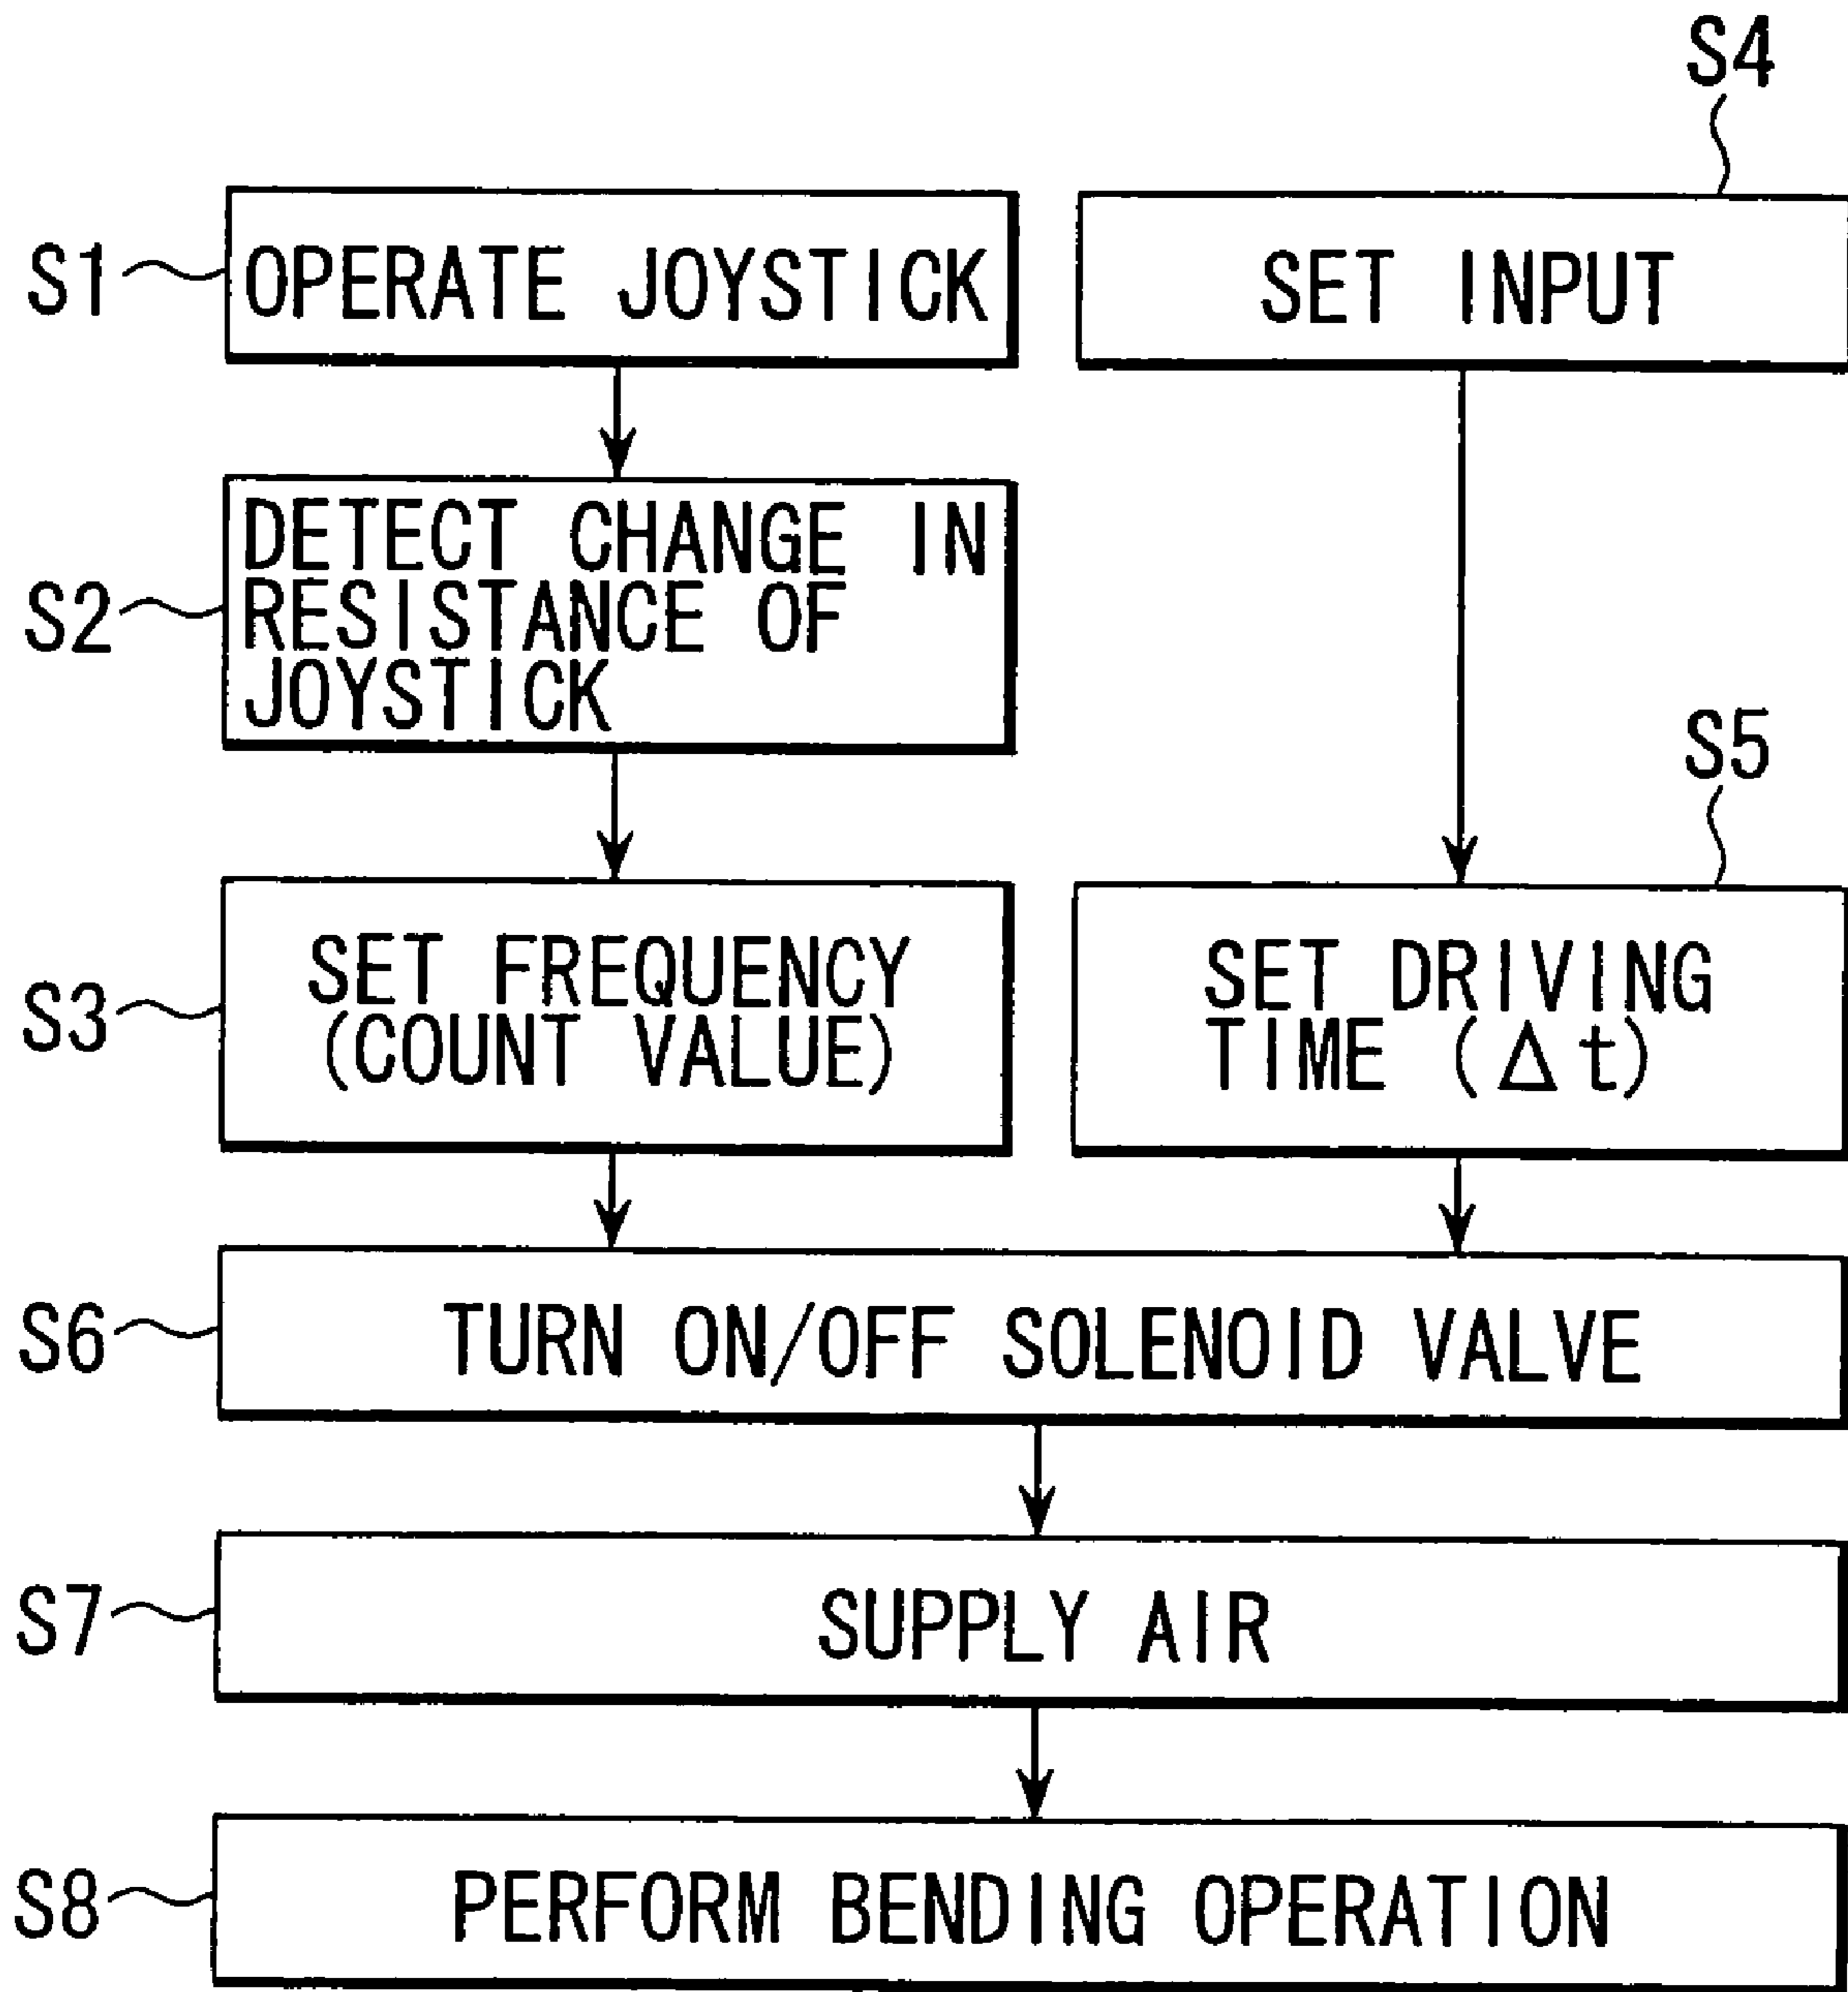 S4
S1
OPERATE JOYSTICK
SET INPUT
S2
DETECT CHANGE IN
RESISTANCE OF
JOYSTICK
S5
S3
SET FREQUENCY
(COUNT VALUE)
SET DRIVING
TIME (Δt)
S6
TURN ON/OFF SOLENOID VALVE
S7
SUPPLY AIR
S8
PERFORM BENDING OPERATION